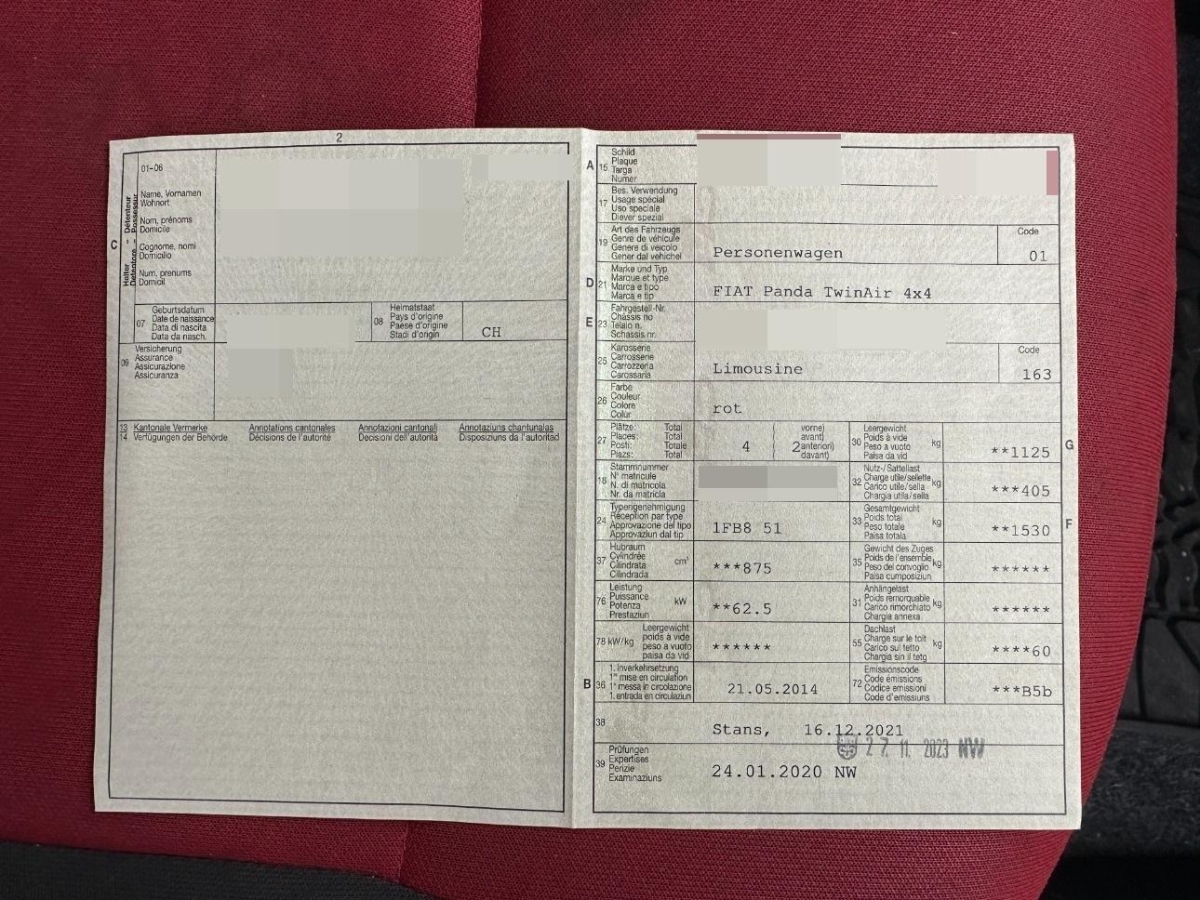 2
01-06
Name, Vornamen
Wohnort
Nom, prénoms
Domicile
Cognome, nomi
Domicilio
Num, prenums
Domicil
C
Halter - Détenteur
Detentore - Possessur
07
Geburtsdatum
Date de naissance
Data di nascita
Data da nasch.
08
Heimatstaat
Pays d'origine
Paese d'origine
Stadi d'origin
CH
09
Versicherung
Assurance
Assicurazione
Assicuranza
13 Kantonale Vermerke Annotations cantonales Annotazioni cantonali Annotaziuns chantunalas
14 Verfügungen der Behörde Décisions de l'autorité Decisioni dell'autorità Disposiziuns da l'autoritad
A 15
Schild
Plaque
Targa
Numer
17
Bes. Verwendung
Usage spécial
Uso speciale
Diever spezial
19
Art des Fahrzeugs
Genre de véhicule
Genere di veicolo
Gener dal vehichel
Personenwagen
Code
01
D 21
Marke und Typ
Marque et type
Marca e tipo
Marca e tip
FIAT Panda TwinAir 4x4
E 23
Fahrgestell-Nr.
Châssis no
Telaio n.
Schassis nr.
25
Karosserie
Carrosserie
Carrozzeria
Carossaria
Limousine
Code
163
26
Farbe
Couleur
Colore
Colur
rot
27
Plätze: Total
Places: Total
Posti: Totale
Plazs: Total
4
vorne)
avant)
2 anteriori)
davant)
30
Leergewicht
Poids à vide
Peso a vuoto
Paisa da vid
kg
**1125
G
18
Stammnummer
N° matricule
N. di matricola
Nr. da matricla
32
Nutz-/Sattellast
Charge utile/sellette
Carico utile/sella
Chargia utila/sella
kg
***405
24
Typengenehmigung
Réception par type
Approvazione del tipo
Approvaziun dal tip
1FB8 51
33
Gesamtgewicht
Poids total
Peso totale
Paisa totala
kg
**1530
F
37
Hubraum
Cylindrée
Cilindrata
Cilindrada
cm³
***875
35
Gewicht des Zuges
Poids de l'ensemble
Peso del convoglio
Paisa cumposiziun
kg
******
76
Leistung
Puissance
Potenza
Prestaziun
kW
**62.5
31
Anhängelast
Poids remorquable
Carico rimorchiato
Chargia annexa
kg
******
78 kW/kg
Leergewicht
poids à vide
peso a vuoto
paisa da vid
******
55
Dachlast
Charge sur le toit
Carico sul tetto
Chargia sin il tetg
kg
****60
B 36
1. Inverkehrsetzung
1re mise en circulation
1a messa in circolazione
1. entrada en circulaziun
21.05.2014
72
Emissionscode
Code émissions
Codice emissioni
Code d'emissiuns
***B5b
38
Stans, 16.12.2021
27. 11. 2023 NW
39
Prüfungen
Expertises
Perizie
Examinaziuns
24.01.2020 NW